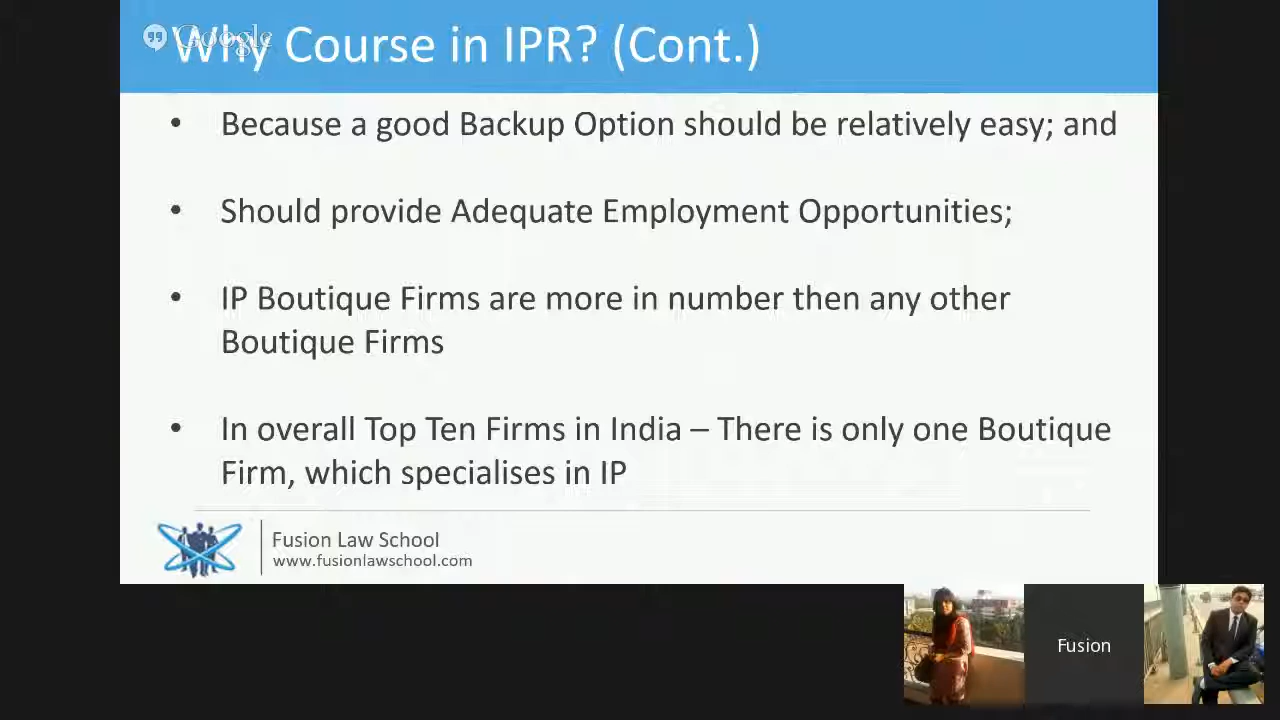 Google
Why Course in IPR? (Cont.)
• Because a good Backup Option should be relatively easy; and
• Should provide Adequate Employment Opportunities;
• IP Boutique Firms are more in number then any other
Boutique Firms
• In overall Top Ten Firms in India – There is only one Boutique
Firm, which specialises in IP
Fusion Law School
www.fusionlawschool.com
Fusion